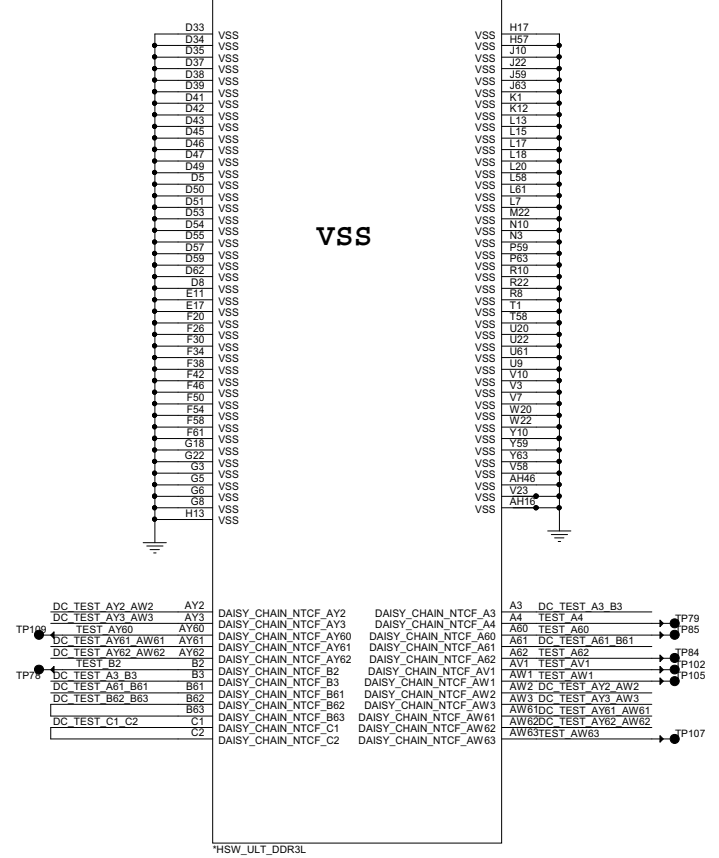 D33 VSS VSS H17
D34 VSS VSS H57
D35 VSS VSS J10
D37 VSS VSS J22
D38 VSS VSS J59
D39 VSS VSS J63
D41 VSS VSS K1
D42 VSS VSS K12
D43 VSS VSS L13
D45 VSS VSS L15
D46 VSS VSS L17
D47 VSS VSS L18
D49 VSS VSS L20
D5 VSS VSS L58
D50 VSS VSS L61
D51 VSS VSS L7
D53 VSS VSS M22
D54 VSS VSS N10
VSS
D55 VSS VSS N3
D57 VSS VSS P59
D59 VSS VSS P63
D62 VSS VSS R10
D8 VSS VSS R22
E11 VSS VSS R8
E17 VSS VSS T1
F20 VSS VSS T58
F26 VSS VSS U20
F30 VSS VSS U22
F34 VSS VSS U61
F38 VSS VSS U9
F42 VSS VSS V10
F46 VSS VSS V3
F50 VSS VSS V7
F54 VSS VSS W20
F58 VSS VSS W22
F61 VSS VSS Y10
G18 VSS VSS Y59
G22 VSS VSS Y63
G3 VSS VSS V58
G5 VSS VSS AH46
G6 VSS VSS V23
G8 VSS VSS AH16
H13 VSS
DC_TEST_AY2_AW2 AY2 DAISY_CHAIN_NTCF_AY2 DAISY_CHAIN_NTCF_A3 A3 DC_TEST_A3_B3
DC_TEST_AY3_AW3 AY3 DAISY_CHAIN_NTCF_AY3 DAISY_CHAIN_NTCF_A4 A4 TEST_A4 TP79
TP109 TEST_AY60 AY60 DAISY_CHAIN_NTCF_AY60 DAISY_CHAIN_NTCF_A60 A60 TEST_A60 TP85
DC_TEST_AY61_AW61 AY61 DAISY_CHAIN_NTCF_AY61 DAISY_CHAIN_NTCF_A61 A61 DC_TEST_A61_B61
DC_TEST_AY62_AW62 AY62 DAISY_CHAIN_NTCF_AY62 DAISY_CHAIN_NTCF_A62 A62 TEST_A62 TP84
TP78 TEST_B2 B2 DAISY_CHAIN_NTCF_B2 DAISY_CHAIN_NTCF_AV1 AV1 TEST_AV1 TP102
DC_TEST_A3_B3 B3 DAISY_CHAIN_NTCF_B3 DAISY_CHAIN_NTCF_AW1 AW1 TEST_AW1 TP105
DC_TEST_A61_B61 B61 DAISY_CHAIN_NTCF_B61 DAISY_CHAIN_NTCF_AW2 AW2 DC_TEST_AY2_AW2
DC_TEST_B62_B63 B62 DAISY_CHAIN_NTCF_B62 DAISY_CHAIN_NTCF_AW3 AW3 DC_TEST_AY3_AW3
B63 DAISY_CHAIN_NTCF_B63 DAISY_CHAIN_NTCF_AW61 AW61 DC_TEST_AY61_AW61
DC_TEST_C1_C2 C1 DAISY_CHAIN_NTCF_C1 DAISY_CHAIN_NTCF_AW62 AW62 DC_TEST_AY62_AW62
C2 DAISY_CHAIN_NTCF_C2 DAISY_CHAIN_NTCF_AW63 AW63 TEST_AW63 TP107
*HSW_ULT_DDR3L